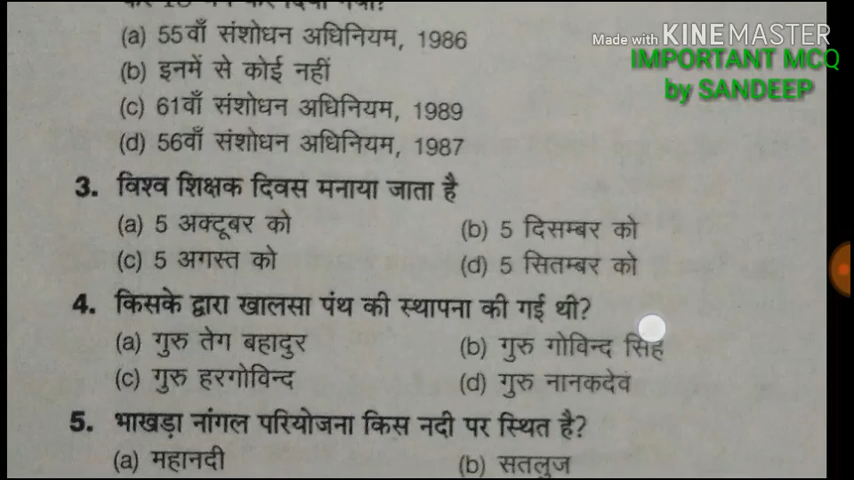 (a) 55वाँ संशोधन अधिनियम, 1986
Made with KINEMASTER
IMPORTANT MCQ
by SANDEEP
(b) इनमें से कोई नहीं
(c) 61वाँ संशोधन अधिनियम, 1989
(d) 56वाँ संशोधन अधिनियम, 1987
3. विश्व शिक्षक दिवस मनाया जाता है
(a) 5 अक्टूबर को (b) 5 दिसम्बर को
(c) 5 अगस्त को (d) 5 सितम्बर को
4. किसके द्वारा खालसा पंथ की स्थापना की गई थी?
(a) गुरु तेग बहादुर (b) गुरु गोविन्द सिंह
(c) गुरु हरगोविन्द (d) गुरु नानकदेव
5. भाखड़ा नांगल परियोजना किस नदी पर स्थित है?
(a) महानदी (b) सतलुज